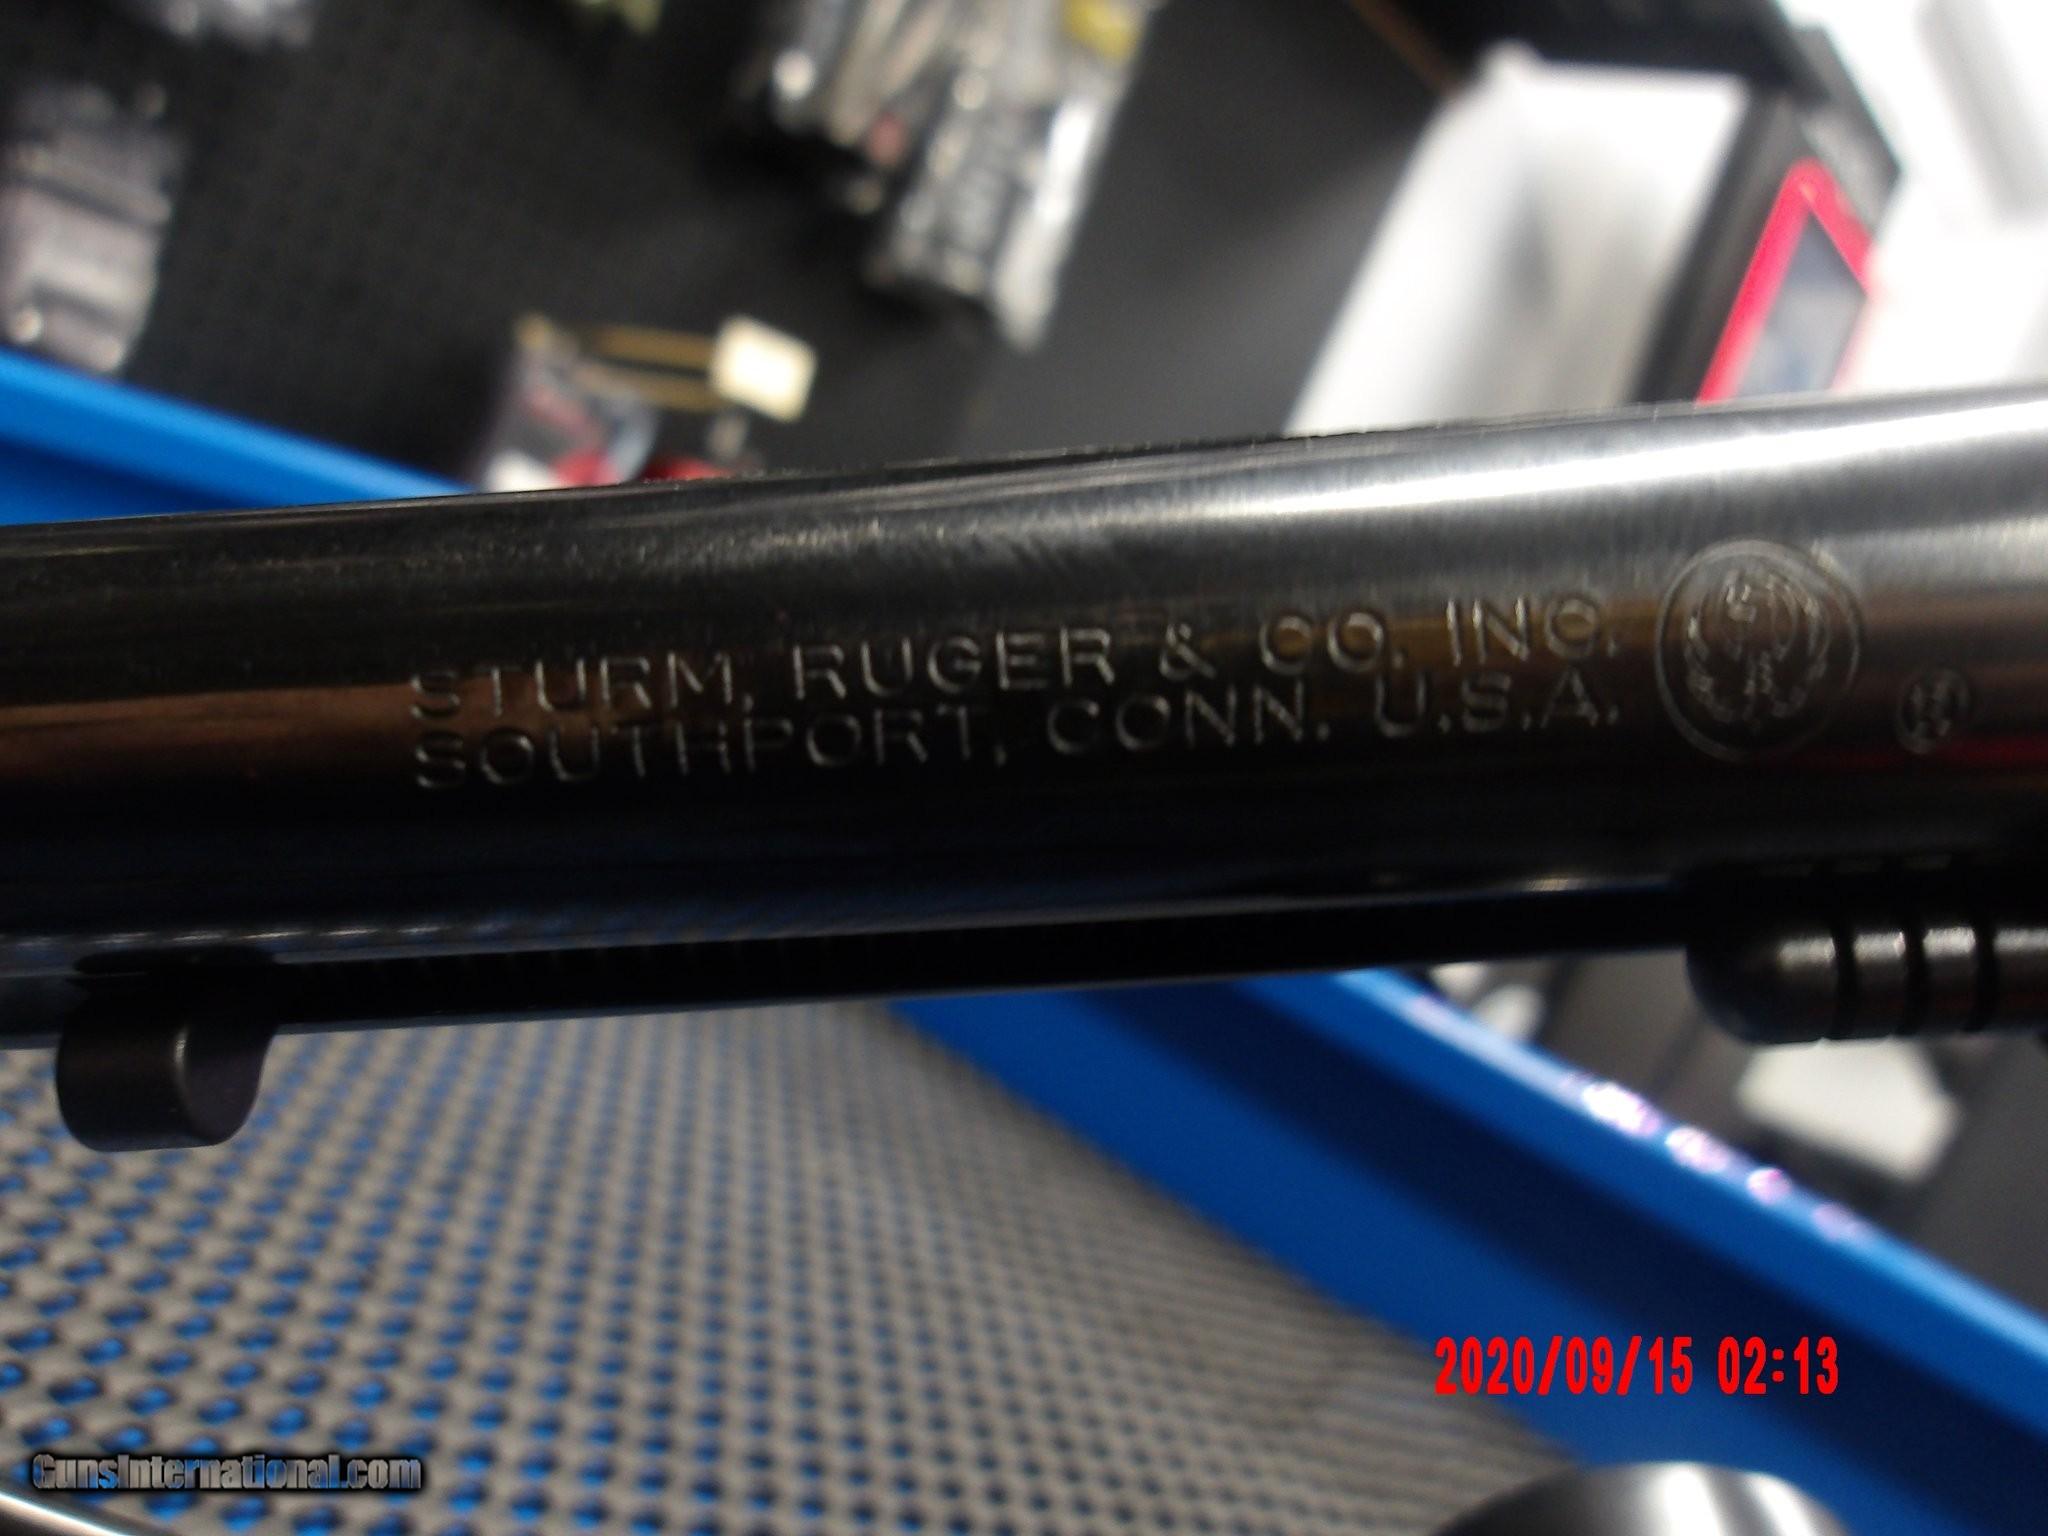 STURM, RUGER & CO. INC.
SOUTHPORT, CONN. U.S.A.
2020/09/15 02:13
GunsInternational.com